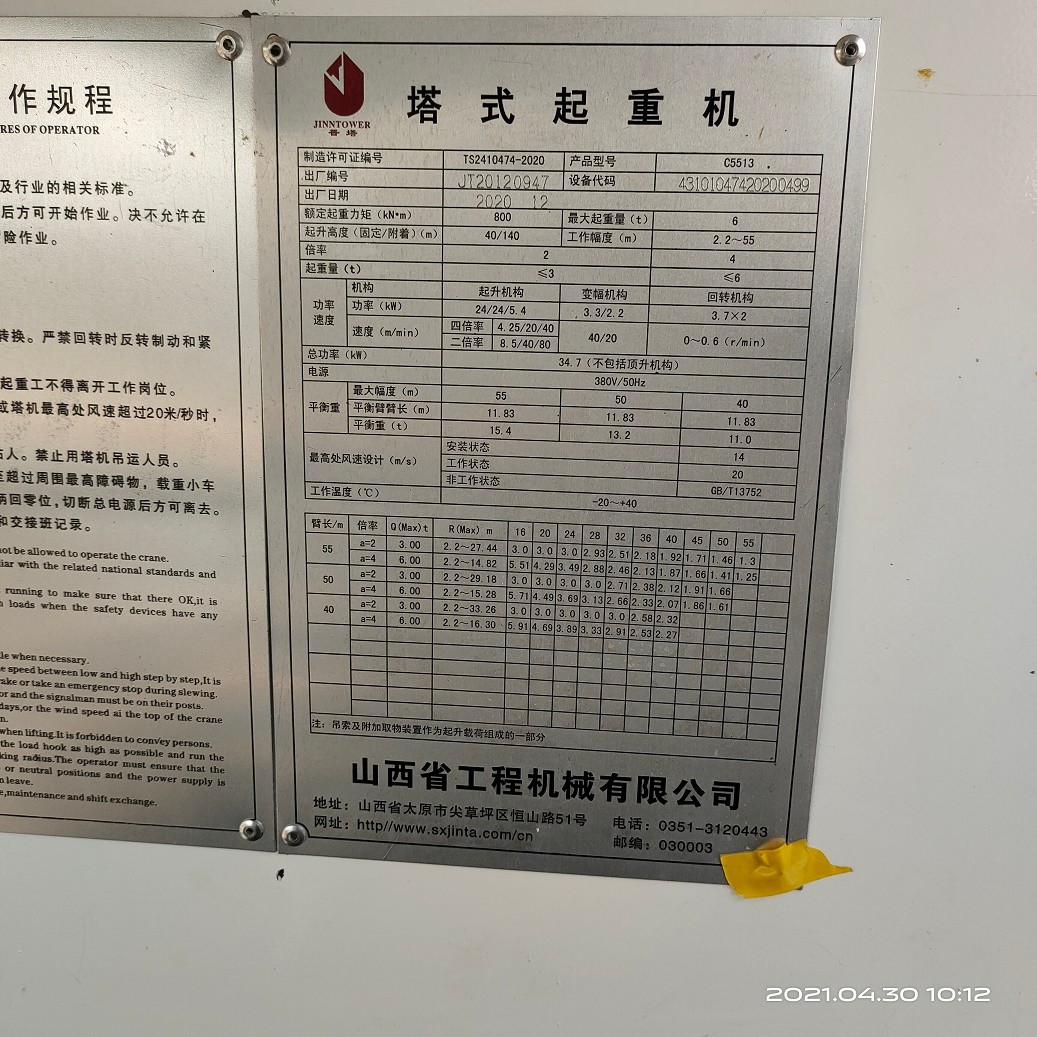 作规程
RES OF OPERATOR
及行业的相关标准。
后方可开始作业。决不允许在
险作业。
转换。严禁回转时反转制动和紧
起重工不得离开工作岗位。
或塔机最高处风速超过20米/秒时,
人。禁止用塔机吊运人员。
超过周围最高障碍物，载重小车
柄回零位,切断总电源后方可离去。
和交接班记录。
not be allowed to operate the crane.
liar with the related national standards and
running to make sure that there OK,it is
loads when the safety devices have any
le when necessary.
e speed between low and high step by step,It is
ake or take an emergency stop during slewing.
or and the signalman must be on their posts.
days,or the wind speed ai the top of the crane
n.
when lifting.It is forbidden to convey persons.
the load hook as high as possible and run the
king radius.The operator must ensure that the
or neutral positions and the power supply is
leave.
e,maintenance and shift exchange.
JINNTOWER
晋塔
塔式起重机
制造许可证编号 TS2410474-2020 产品型号 C5513
出厂编号 JT20120947 设备代码 43101047420200499
出厂日期 2020 12
额定起重力矩（kN•m） 800 最大起重量（t） 6
起升高度（固定/附着）（m） 40/140 工作幅度（m） 2.2～55
倍率 2 4
起重量（t） ≤3 ≤6
功率速度 机构 起升机构 变幅机构 回转机构
功率（kW） 24/24/5.4 3.3/2.2 3.7×2
速度（m/min） 四倍率 4.25/20/40 40/20 0～0.6（r/min）
二倍率 8.5/40/80
总功率（kW） 34.7（不包括顶升机构）
电源 380V/50Hz
平衡重 最大幅度（m） 55 50 40
平衡臂臂长（m） 11.83 11.83 11.83
平衡重（t） 15.4 13.2 11.0
最高处风速设计（m/s） 安装状态 14
工作状态 20
非工作状态 GB/T13752
工作温度（℃） -20～+40
臂长/m 倍率 Q(Max)t R(Max) m 16 20 24 28 32 36 40 45 50 55
55 a=2 3.00 2.2～27.44 3.0 3.0 3.0 2.93 2.51 2.18 1.92 1.71 1.46 1.3
a=4 6.00 2.2～14.82 5.51 4.29 3.49 2.88 2.46 2.13 1.87 1.66 1.41 1.25
50 a=2 3.00 2.2～29.18 3.0 3.0 3.0 3.0 2.71 2.38 2.12 1.91 1.66
a=4 6.00 2.2～15.28 5.71 4.49 3.69 3.13 2.66 2.33 2.07 1.86 1.61
40 a=2 3.00 2.2～33.26 3.0 3.0 3.0 3.0 3.0 2.58 2.32
a=4 6.00 2.2～16.30 5.91 4.69 3.89 3.33 2.91 2.53 2.27
注：吊索及附加取物装置作为起升载荷组成的一部分
山西省工程机械有限公司
地址：山西省太原市尖草坪区恒山路51号 电话：0351-3120443
网址：http//www.sxjinta.com/cn 邮编：030003
2021.04.30 10:12